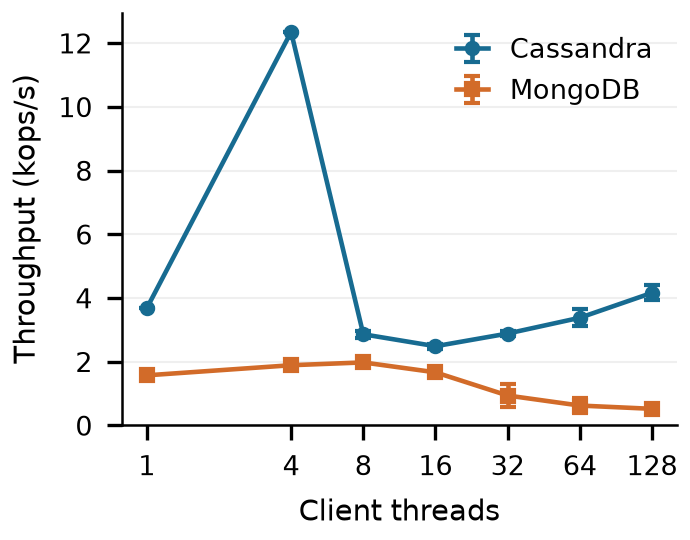 Throughput (kops/s)
12
10
8
6
4
2
0
Cassandra
MongoDB
1 4 8 16 32 64 128
Client threads